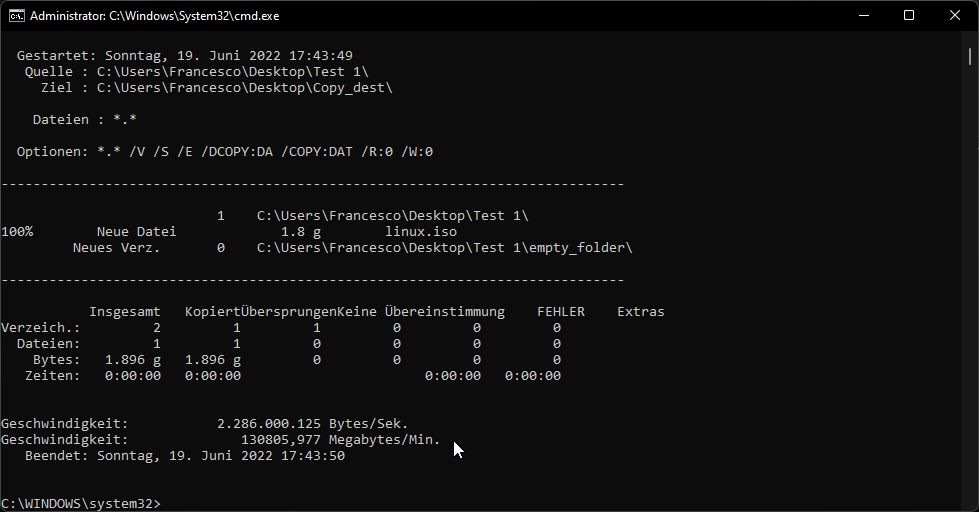 Administrator: C:\Windows\System32\cmd.exe
Gestartet: Sonntag, 19. Juni 2022 17:43:49
Quelle : C:\Users\Francesco\Desktop\Test 1\
Ziel : C:\Users\Francesco\Desktop\Copy_dest\
Dateien : *.*
Optionen: *.* /V /S /E /DCOPY:DA /COPY:DAT /R:0 /W:0
------------------------------------------------------------------------------
1    C:\Users\Francesco\Desktop\Test 1\
100%        Neue Datei             1.8 g        linux.iso
Neues Verz.       0    C:\Users\Francesco\Desktop\Test 1\empty_folder\
------------------------------------------------------------------------------
Insgesamt   KopiertÜbersprungenKeine Übereinstimmung    FEHLER    Extras
Verzeich.:         2         1         1         0         0         0
Dateien:         1         1         0         0         0         0
Bytes:   1.896 g   1.896 g         0         0         0         0
Zeiten:   0:00:00   0:00:00                       0:00:00   0:00:00
Geschwindigkeit:           2.286.000.125 Bytes/Sek.
Geschwindigkeit:              130805,977 Megabytes/Min.
Beendet: Sonntag, 19. Juni 2022 17:43:50
C:\WINDOWS\system32>